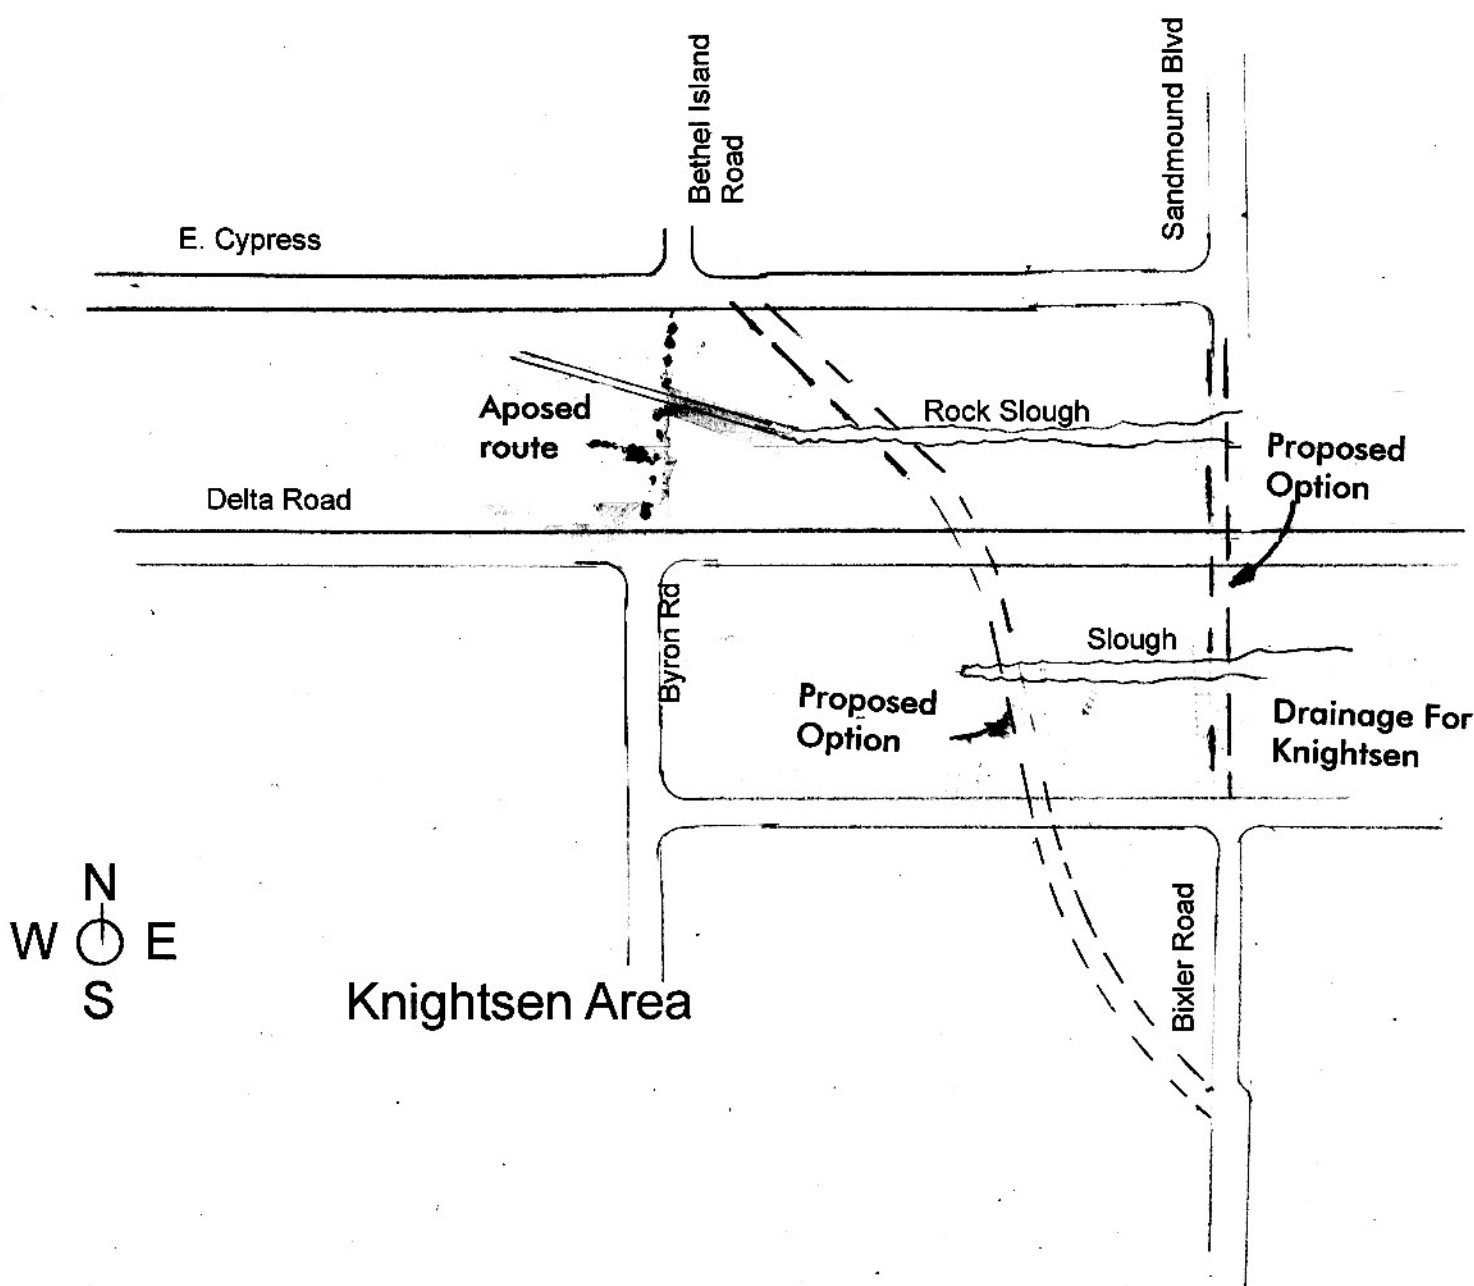 Bethel Island
Road
Sandmound Blvd
E. Cypress
Aposed
route
Rock Slough
Proposed
Option
Delta Road
Byron Rd
Slough
Proposed
Option
Drainage For
Knightsen
N
W E
S
Bixler Road
Knightsen Area